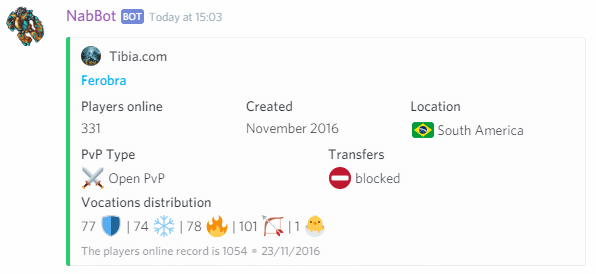 NabBot BOT Today at 15:03
Tibia.com
Ferobra
Players online Created Location
331 November 2016 South America
PvP Type Transfers
Open PvP blocked
Vocations distribution
77 | 74 | 78 | 101 | 1
The players online record is 1054 • 23/11/2016